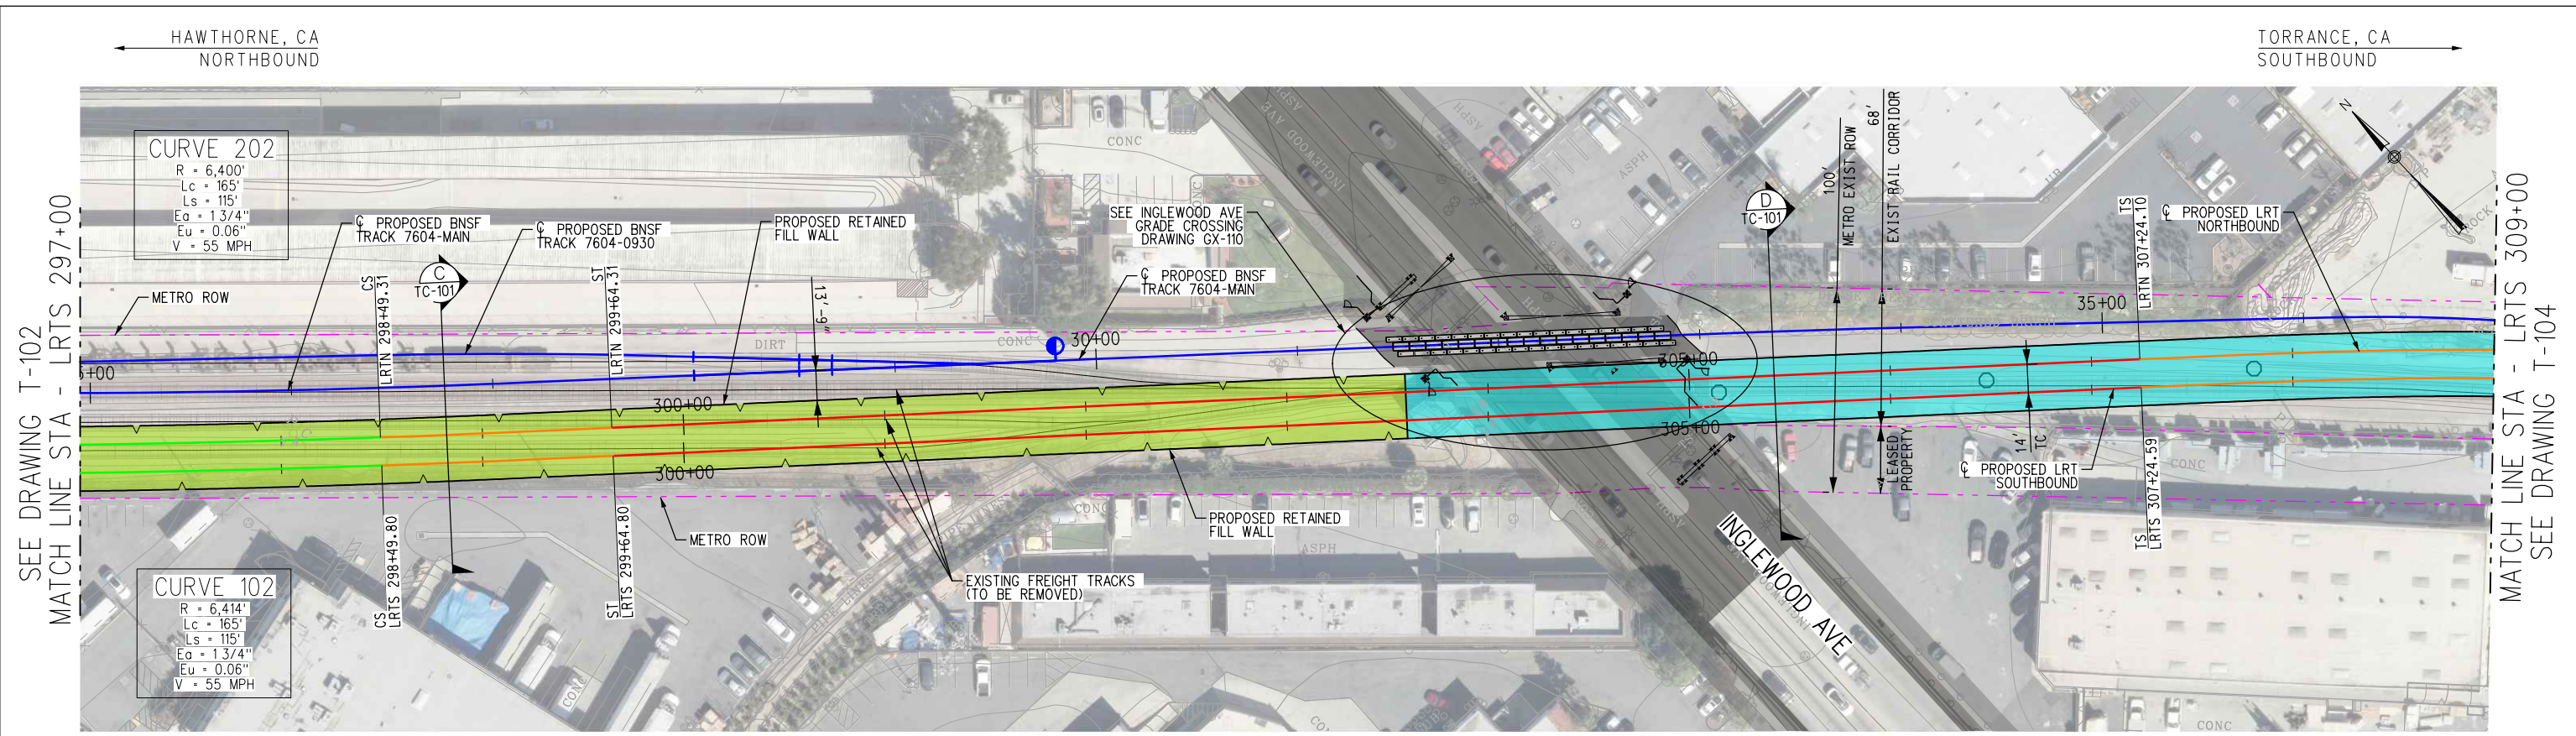 HAWTHORNE, CA
NORTHBOUND
TORRANCE, CA
SOUTHBOUND
SEE DRAWING T-102
MATCH LINE STA - LRTS 297+00
CURVE 202
R = 6,400'
Lc = 165'
Ls = 115'
Ea = 1 3/4"
Eu = 0.06"
V = 55 MPH
METRO ROW
℄ PROPOSED BNSF
TRACK 7604-MAIN
CS
LRTN 298+49.31
C
TC-101
℄ PROPOSED BNSF
TRACK 7604-0930
ST
LRTN 299+64.31
PROPOSED RETAINED
FILL WALL
13'-9"
DIRT
CONC
CONC
CONC
30+00
SEE INGLEWOOD AVE
GRADE CROSSING
DRAWING GX-110
℄ PROPOSED BNSF
TRACK 7604-MAIN
INGLEWOOD AVE
ASPH
ASPH
D
TC-101
100'
METRO EXIST ROW
68'
EXIST RAIL CORRIDOR
35+00
TS
LRTN 307+24.10
℄ PROPOSED LRT
NORTHBOUND
N
MATCH LINE STA - LRTS 309+00
SEE DRAWING T-104
5+00
300+00
300+00
305+00
305+00
LEASED
PROPERTY
14'
TC
℄ PROPOSED LRT
SOUTHBOUND
TS
LRTS 307+24.59
CONC
CURVE 102
R = 6,414'
Lc = 165'
Ls = 115'
Ea = 1 3/4"
Eu = 0.06"
V = 55 MPH
CS
LRTS 298+49.80
ST
LRTS 299+64.80
METRO ROW
EXISTING FREIGHT TRACKS
(TO BE REMOVED)
PROPOSED RETAINED
FILL WALL
CONC
ASPH
CONC
INGLEWOOD AVE
CONC